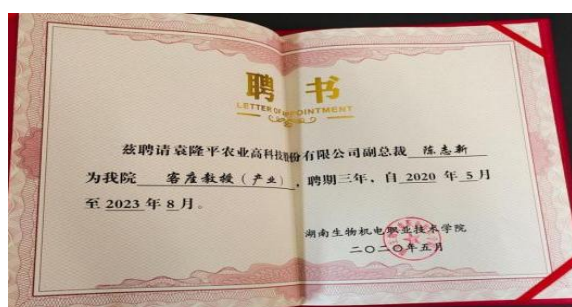 聘书
LETTER OF APPOINTMENT
兹聘请袁隆平农业高科技股份有限公司副总裁 陈志新
为我院 客座教授（产业），聘期三年，自 2020 年 5 月
至 2023 年 8 月。
湖南生物机电职业技术学院
二〇二〇年五月